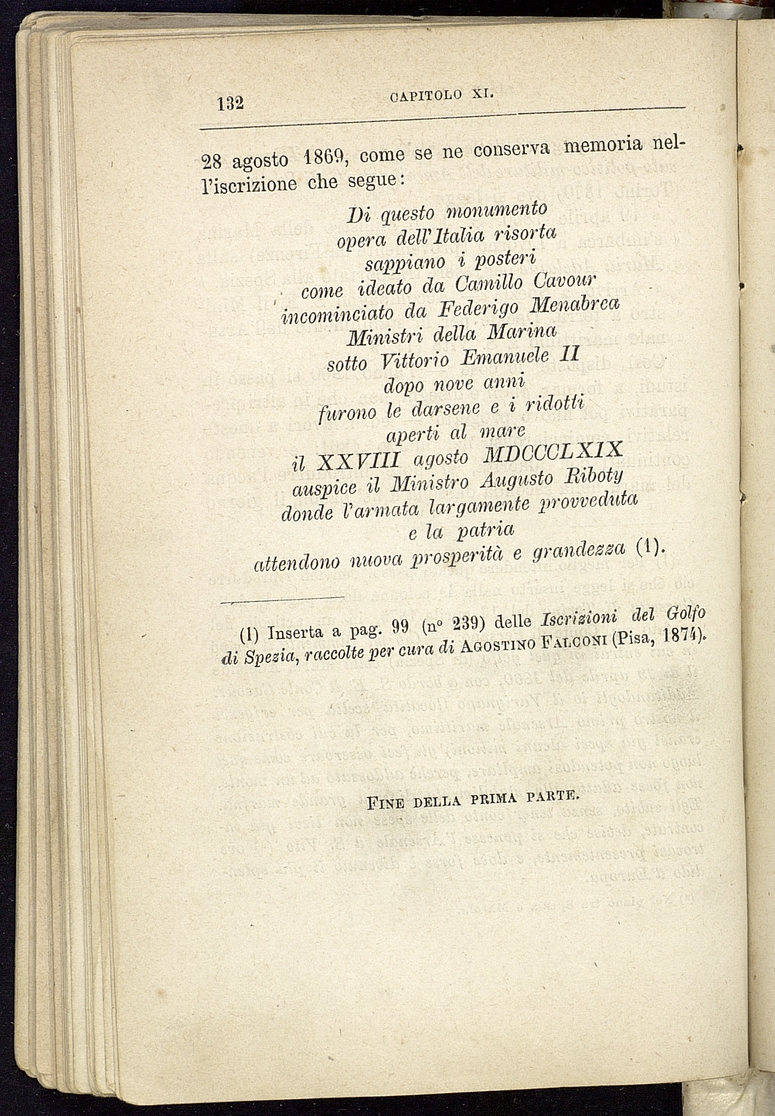 132
CAPITOLO XI.
28 agosto 1869, come se ne conserva memoria nel-
l'iscrizione che segue:
Di questo monumento
opera dell'Italia risorta
sappiano i posteri
come ideato da Camillo Cavour
incominciato da Federigo Menabrea
Ministri della Marina
sotto Vittorio Emanuele II
dopo nove anni
furono le darsene e i ridotti
aperti al mare
il XXVIII agosto MDCCCLXIX
auspice il Ministro Augusto Riboty
donde l'armata largamente provveduta
e la patria
attendono nuova prosperità e grandezza (1).
(1) Inserta a pag. 99 (nº 239) delle Iscrizioni del Golfo
di Spezia, raccolte per cura di AGOSTINO FALCONI (Pisa, 1874).
FINE DELLA PRIMA PARTE.